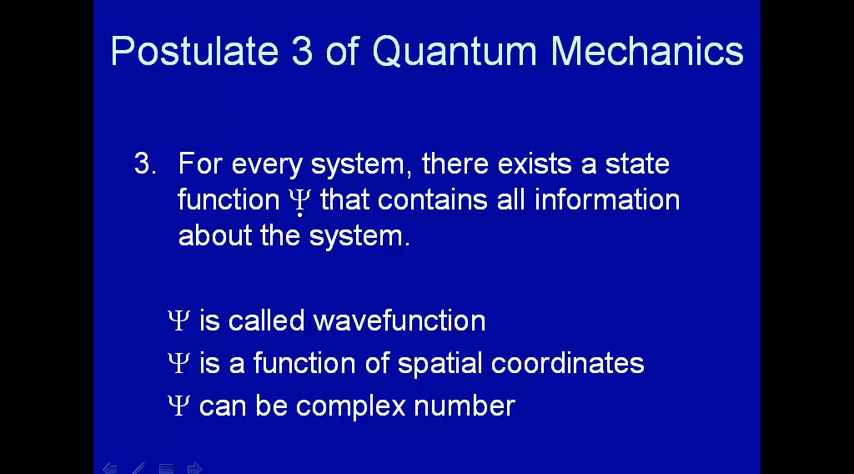 Postulate 3 of Quantum Mechanics
3. For every system, there exists a state
function Ψ that contains all information
about the system.
Ψ is called wavefunction
Ψ is a function of spatial coordinates
Ψ can be complex number